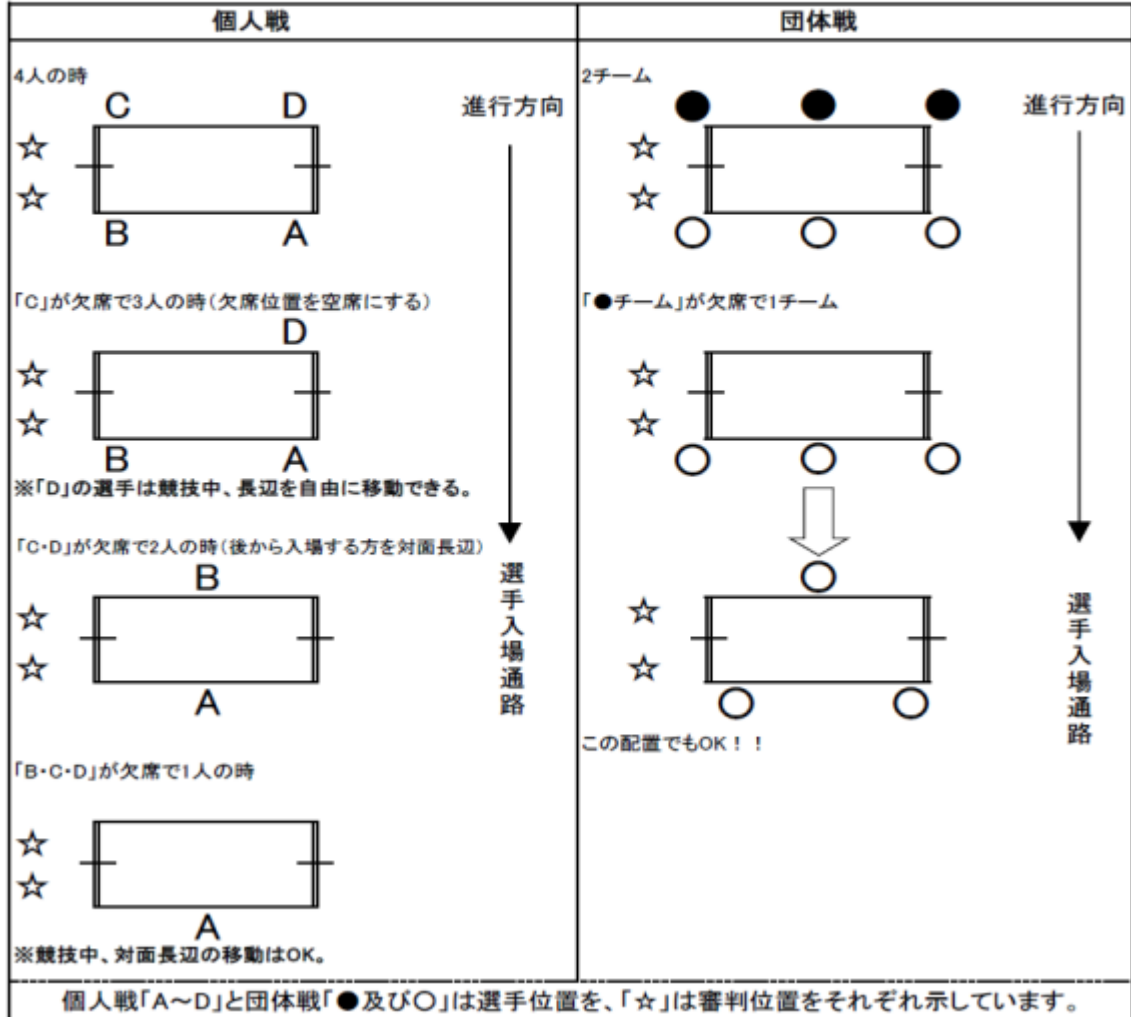 個人戦
4人の時
C D
進行方向
☆
☆
B A
「C」が欠席で3人の時(欠席位置を空席にする)
D
☆
☆
B A
※「D」の選手は競技中、長辺を自由に移動できる。
「C・D」が欠席で2人の時(後から入場する方を対面長辺)
B
☆
☆
A
選手入場通路
「B・C・D」が欠席で1人の時
☆
☆
A
※競技中、対面長辺の移動はOK。
団体戦
2チーム
● ● ●
進行方向
☆
☆
○ ○ ○
「●チーム」が欠席で1チーム
☆
☆
○ ○ ○
○
☆
☆
○ ○
選手入場通路
この配置でもOK!!
個人戦「A~D」と団体戦「●及び○」は選手位置を、「☆」は審判位置をそれぞれ示しています。